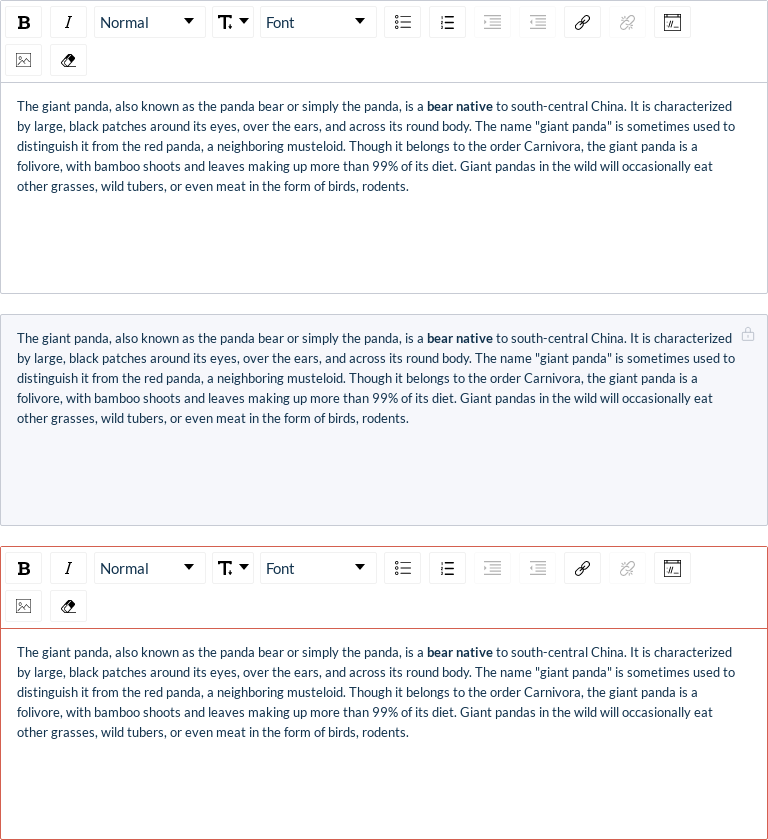 B I Normal T Font
The giant panda, also known as the panda bear or simply the panda, is a bear native to south-central China. It is characterized
by large, black patches around its eyes, over the ears, and across its round body. The name "giant panda" is sometimes used to
distinguish it from the red panda, a neighboring musteloid. Though it belongs to the order Carnivora, the giant panda is a
folivore, with bamboo shoots and leaves making up more than 99% of its diet. Giant pandas in the wild will occasionally eat
other grasses, wild tubers, or even meat in the form of birds, rodents.
The giant panda, also known as the panda bear or simply the panda, is a bear native to south-central China. It is characterized
by large, black patches around its eyes, over the ears, and across its round body. The name "giant panda" is sometimes used to
distinguish it from the red panda, a neighboring musteloid. Though it belongs to the order Carnivora, the giant panda is a
folivore, with bamboo shoots and leaves making up more than 99% of its diet. Giant pandas in the wild will occasionally eat
other grasses, wild tubers, or even meat in the form of birds, rodents.
B I Normal T Font
The giant panda, also known as the panda bear or simply the panda, is a bear native to south-central China. It is characterized
by large, black patches around its eyes, over the ears, and across its round body. The name "giant panda" is sometimes used to
distinguish it from the red panda, a neighboring musteloid. Though it belongs to the order Carnivora, the giant panda is a
folivore, with bamboo shoots and leaves making up more than 99% of its diet. Giant pandas in the wild will occasionally eat
other grasses, wild tubers, or even meat in the form of birds, rodents.